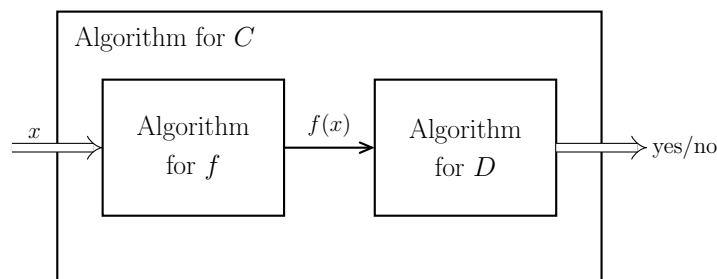 Algorithm for C
x
Algorithm
for f
f(x)
Algorithm
for D
yes/no